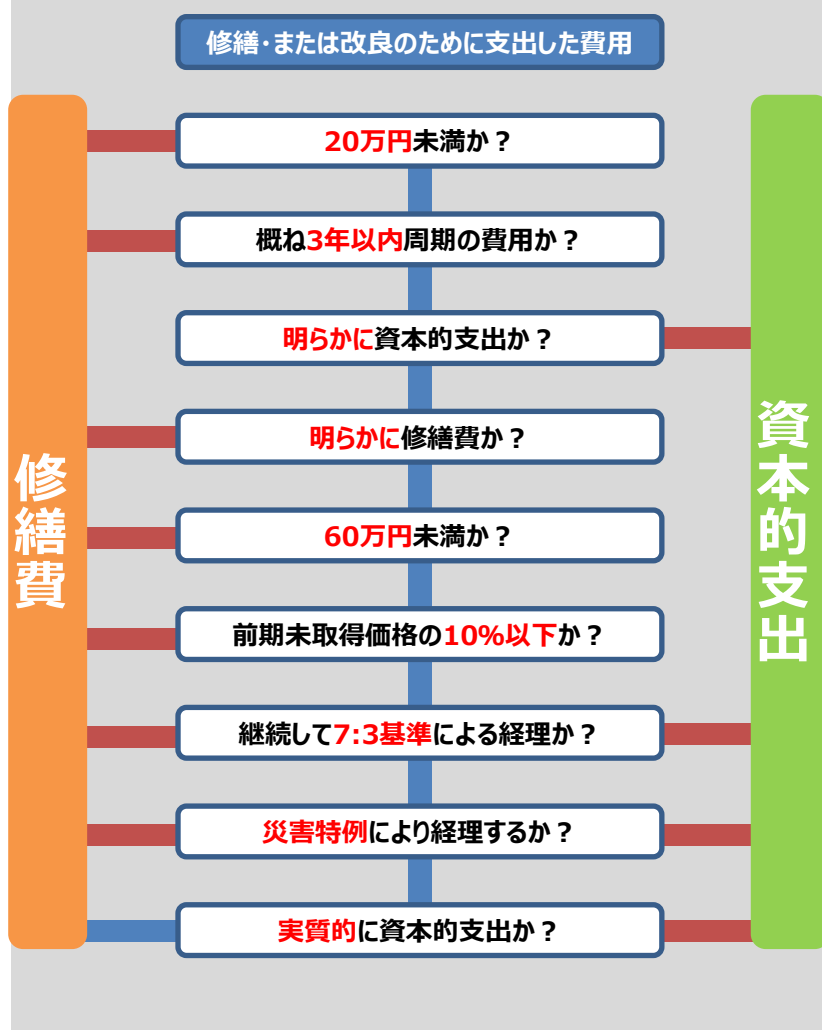 修繕・または改良のために支出した費用
20万円未満か？
概ね3年以内周期の費用か？
明らかに資本的支出か？
明らかに修繕費か？
60万円未満か？
前期未取得価格の10%以下か？
継続して7:3基準による経理か？
災害特例により経理するか？
実質的に資本的支出か？
修繕費
資本的支出